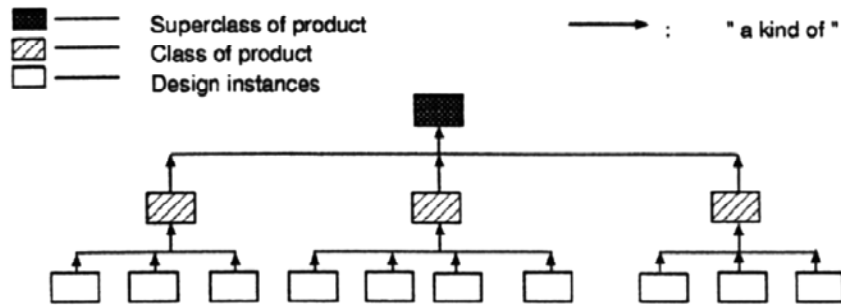 Superclass of product
: " a kind of "
Class of product
Design instances